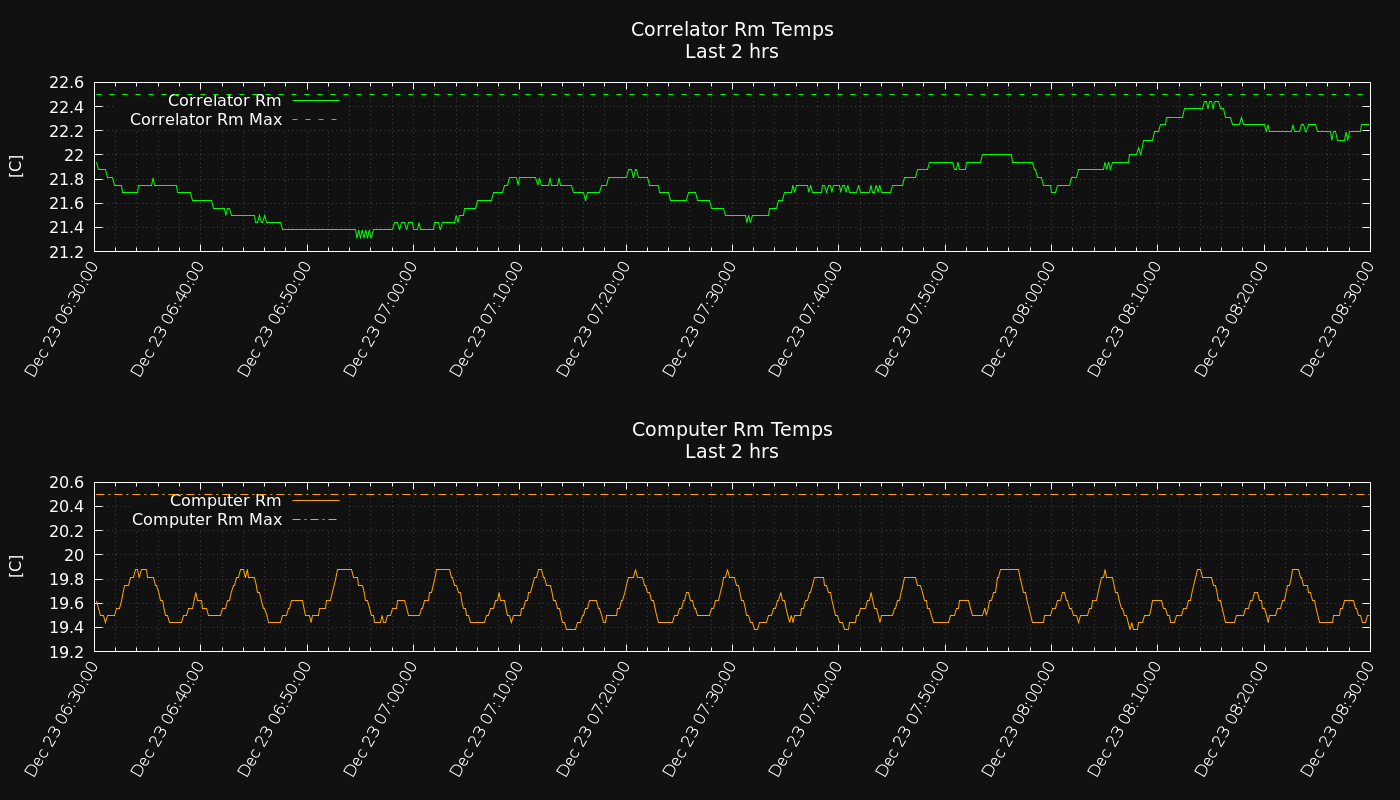 Correlator Rm Temps
Last 2 hrs
22.6
22.4
22.2
22
21.8
21.6
21.4
21.2
[C]
Correlator Rm
Correlator Rm Max
Dec 23 06:30:00
Dec 23 06:40:00
Dec 23 06:50:00
Dec 23 07:00:00
Dec 23 07:10:00
Dec 23 07:20:00
Dec 23 07:30:00
Dec 23 07:40:00
Dec 23 07:50:00
Dec 23 08:00:00
Dec 23 08:10:00
Dec 23 08:20:00
Dec 23 08:30:00
Computer Rm Temps
Last 2 hrs
20.6
20.4
20.2
20
19.8
19.6
19.4
19.2
[C]
Computer Rm
Computer Rm Max
Dec 23 06:30:00
Dec 23 06:40:00
Dec 23 06:50:00
Dec 23 07:00:00
Dec 23 07:10:00
Dec 23 07:20:00
Dec 23 07:30:00
Dec 23 07:40:00
Dec 23 07:50:00
Dec 23 08:00:00
Dec 23 08:10:00
Dec 23 08:20:00
Dec 23 08:30:00